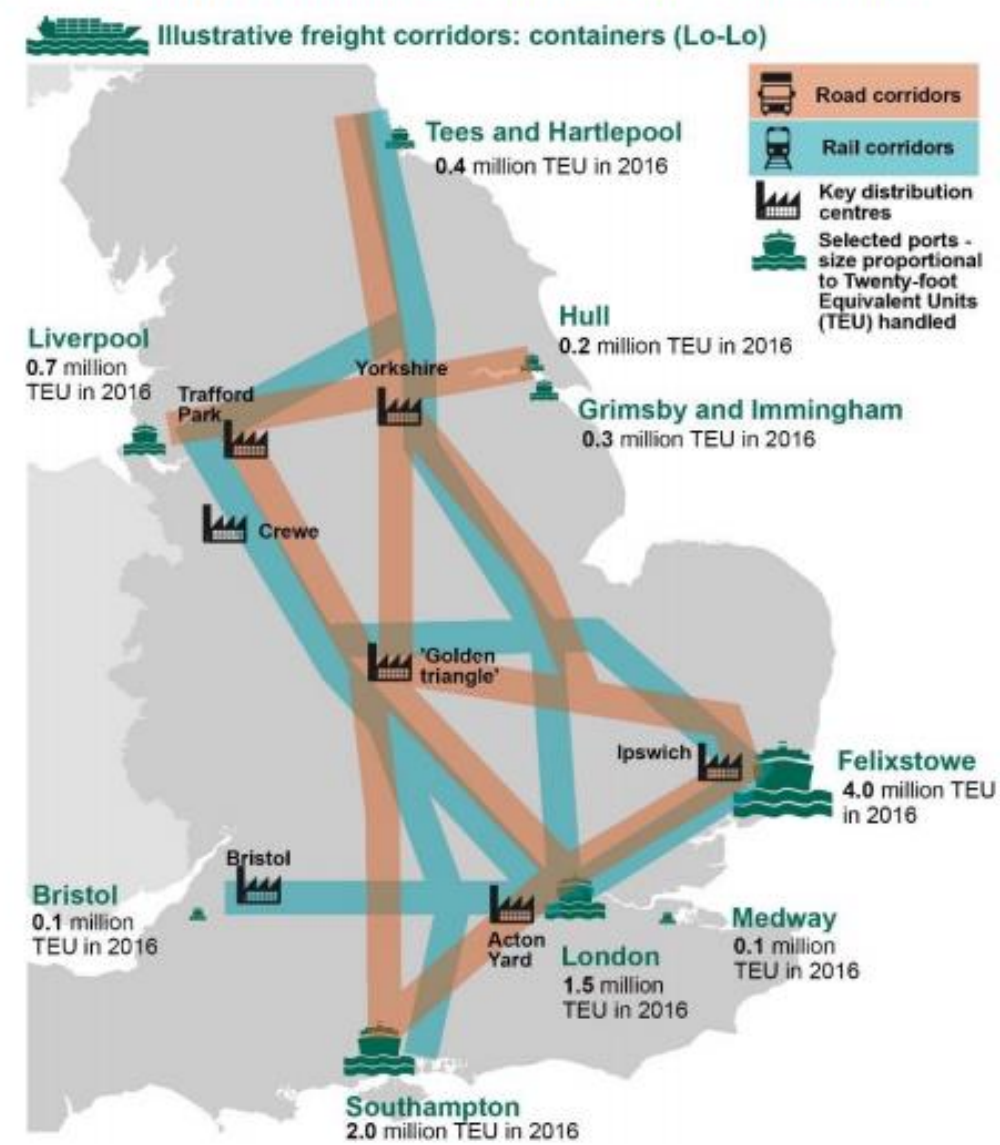 Illustrative freight corridors: containers (Lo-Lo)
Road corridors
Rail corridors
Key distribution
centres
Selected ports -
size proportional
to Twenty-foot
Equivalent Units
(TEU) handled
Tees and Hartlepool
0.4 million TEU in 2016
Hull
0.2 million TEU in 2016
Grimsby and Immingham
0.3 million TEU in 2016
Liverpool
0.7 million
TEU in 2016
Trafford
Park
Yorkshire
Crewe
'Golden
triangle'
Ipswich
Felixstowe
4.0 million TEU
in 2016
Bristol
Bristol
0.1 million
TEU in 2016
Acton
Yard
London
1.5 million
TEU in 2016
Medway
0.1 million
TEU in 2016
Southampton
2.0 million TEU in 2016